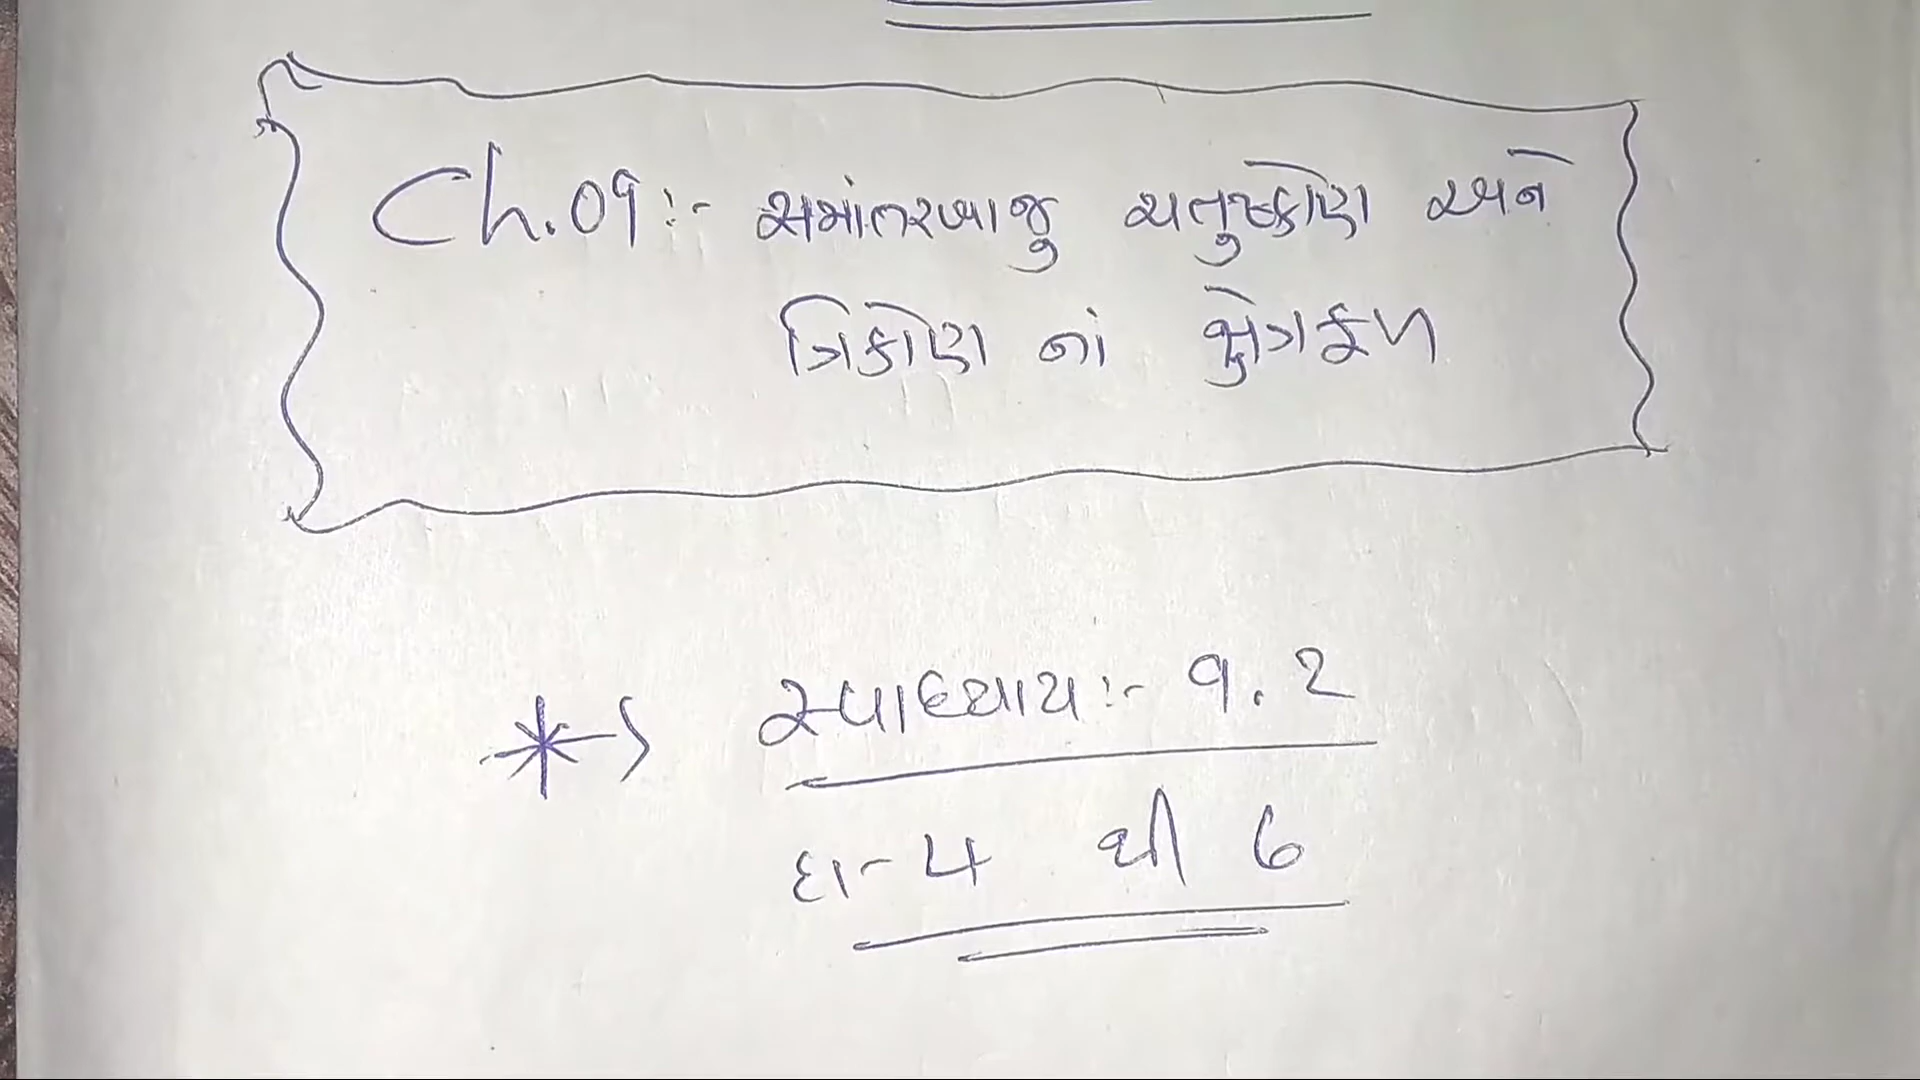 Ch. 09 :- સમાંતરબાજુ ચતુષ્કોણ અને
ત્રિકોણ નાં ક્ષેત્રફળ
* → સ્વાધ્યાય :- 9.2
દા- 4 થી 6